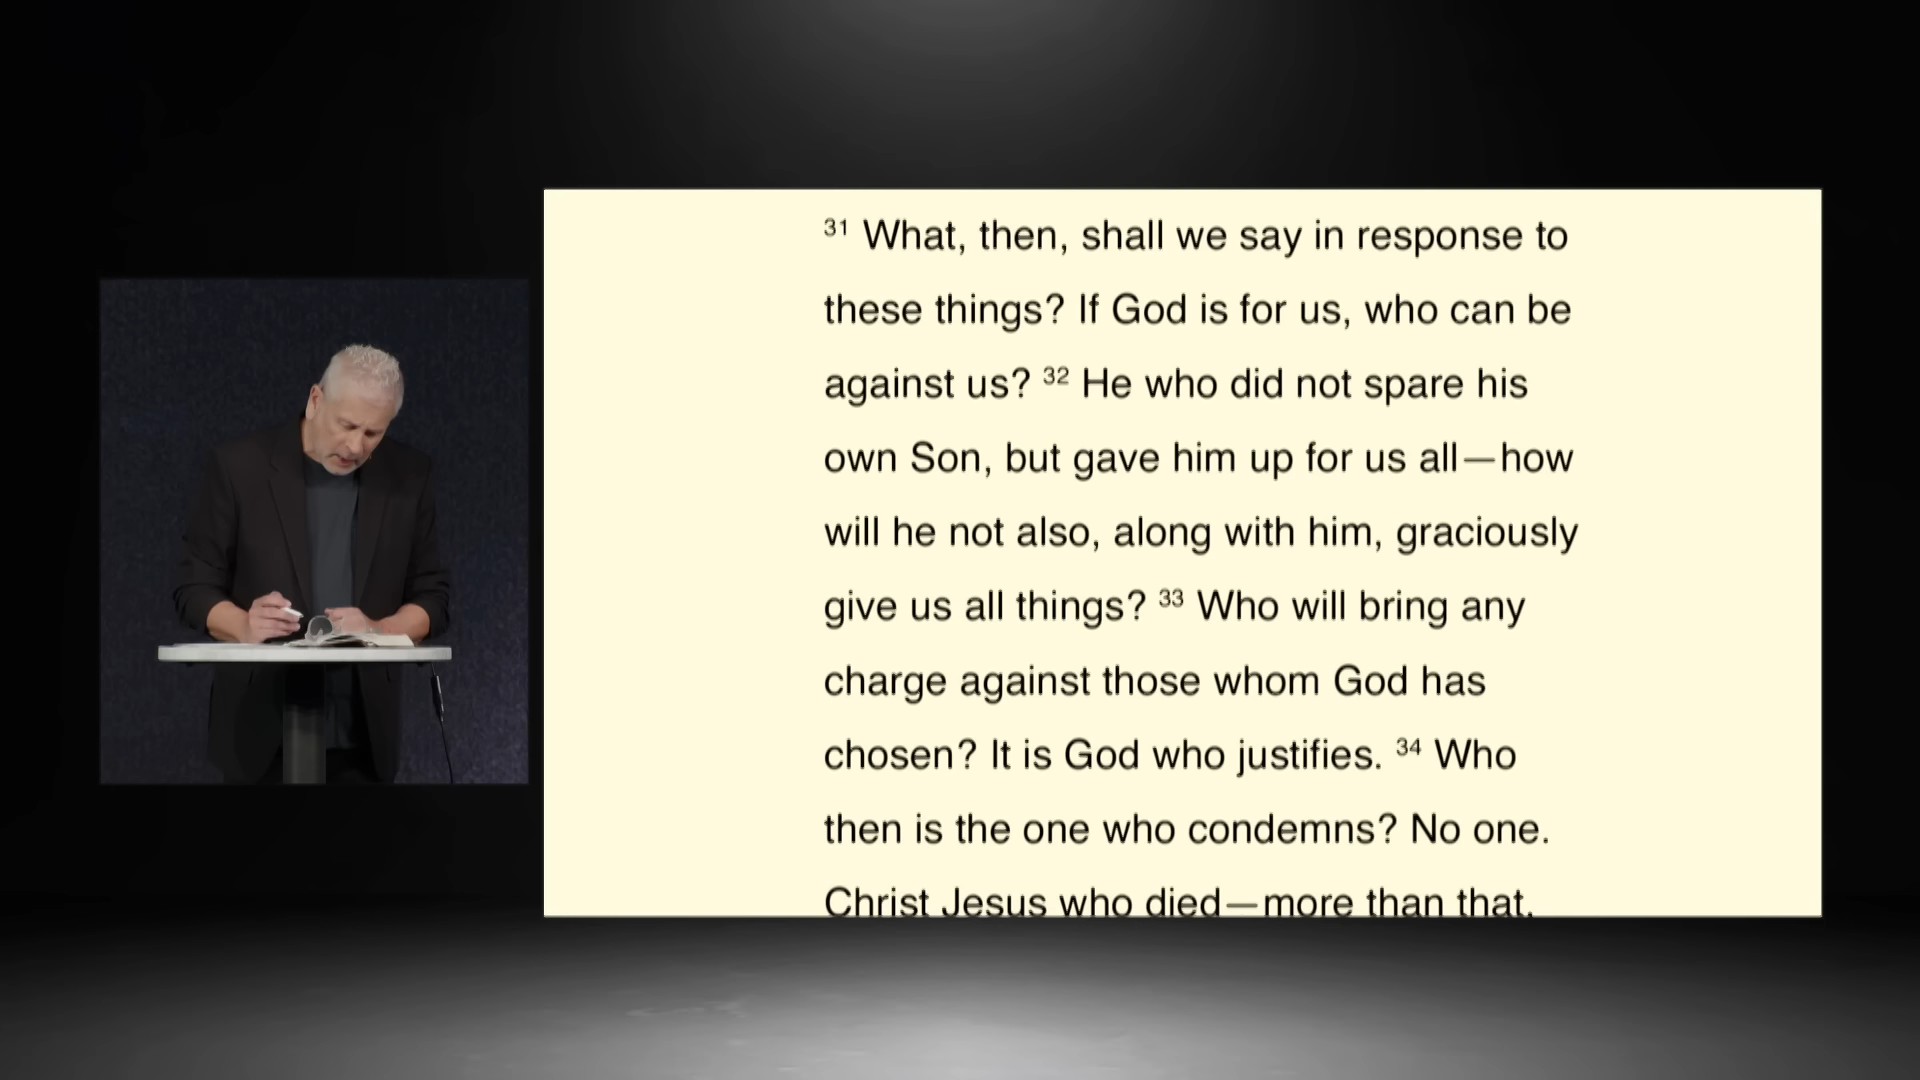 31 What, then, shall we say in response to
these things? If God is for us, who can be
against us? 32 He who did not spare his
own Son, but gave him up for us all—how
will he not also, along with him, graciously
give us all things? 33 Who will bring any
charge against those whom God has
chosen? It is God who justifies. 34 Who
then is the one who condemns? No one.
Christ Jesus who died—more than that,